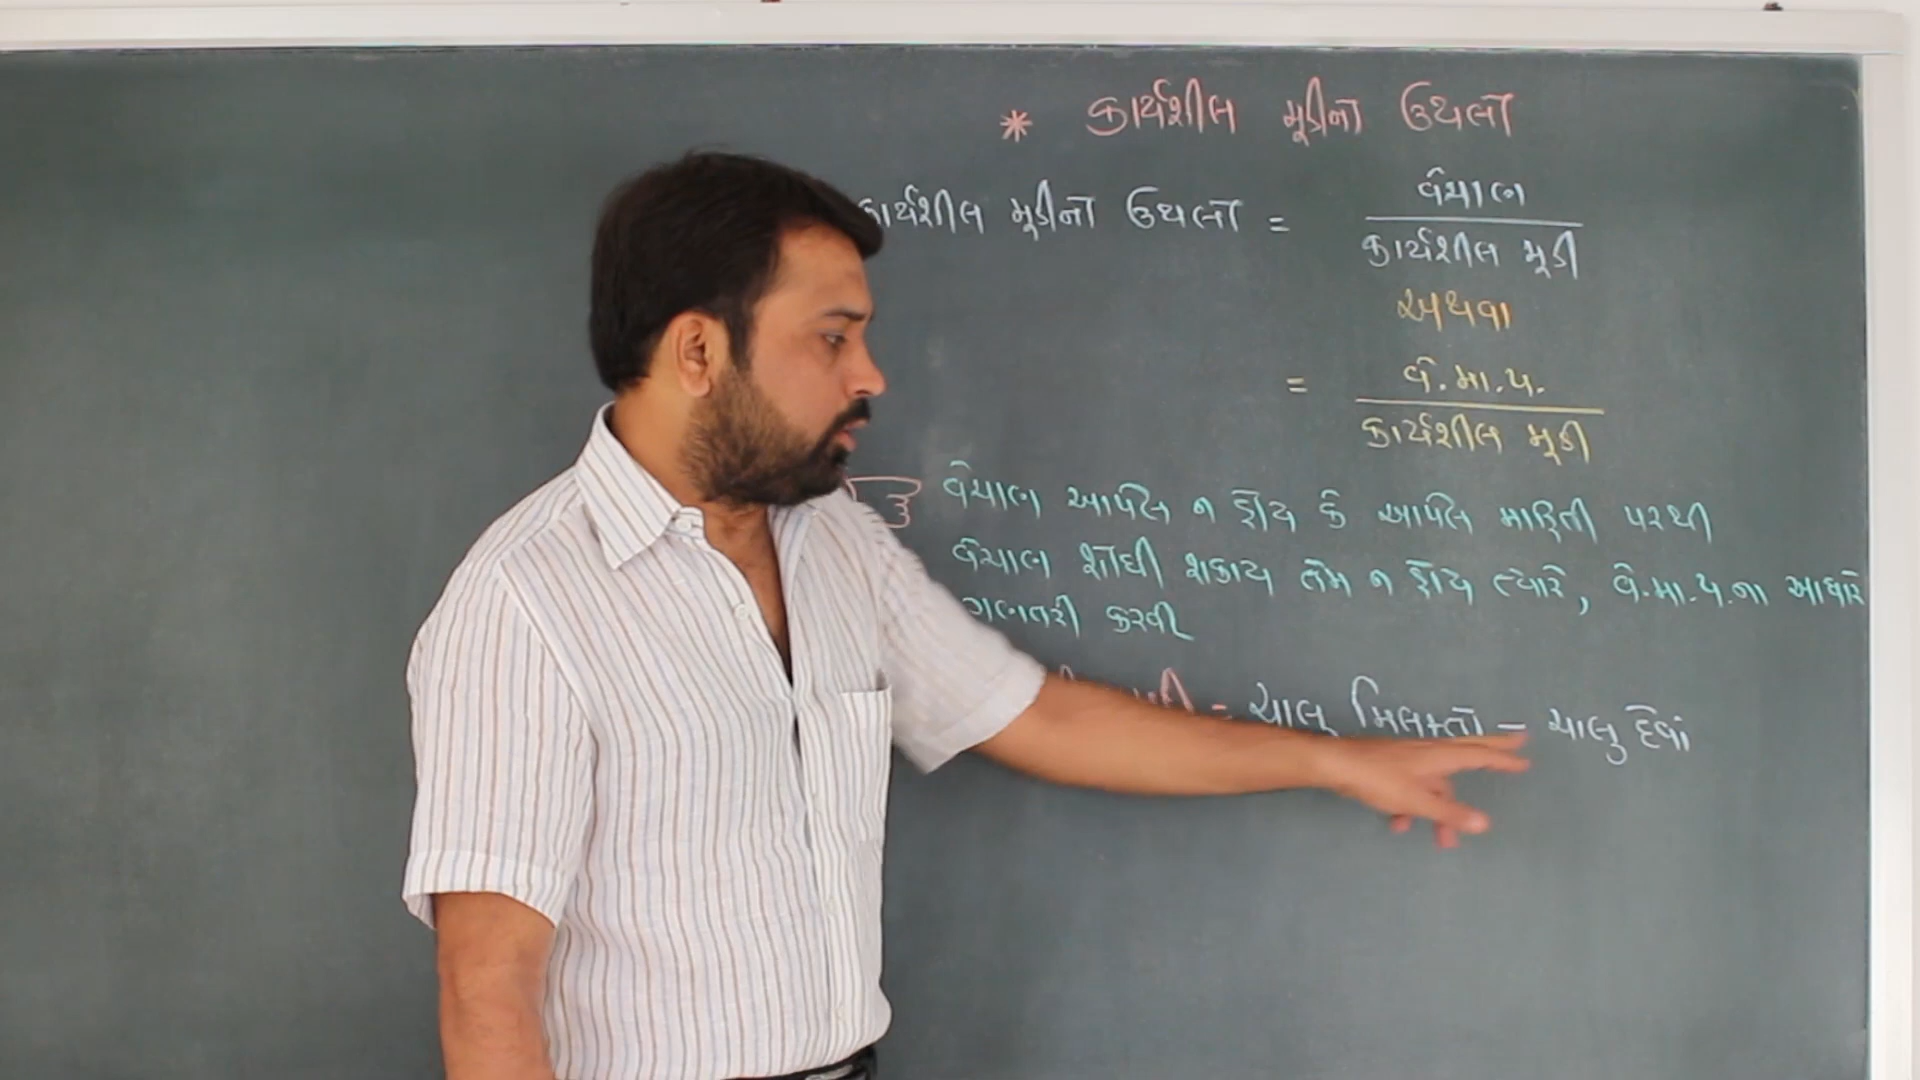 * કાર્યશીલ મૂડીનો ઉથલો
કાર્યશીલ મૂડીનો ઉથલો = વેચાણ
કાર્યશીલ મૂડી
અથવા
= વે.મા.પ.
કાર્યશીલ મૂડી
વેચાણ આપેલ ન હોય કે આપેલ માહિતી પરથી
વેચાણ શોધી શકાય તેમ ન હોય ત્યારે, વે.મા.પ.ના આધારે
ગણતરી કરવી
= ચાલુ મિલકતો - ચાલુ દેવાં